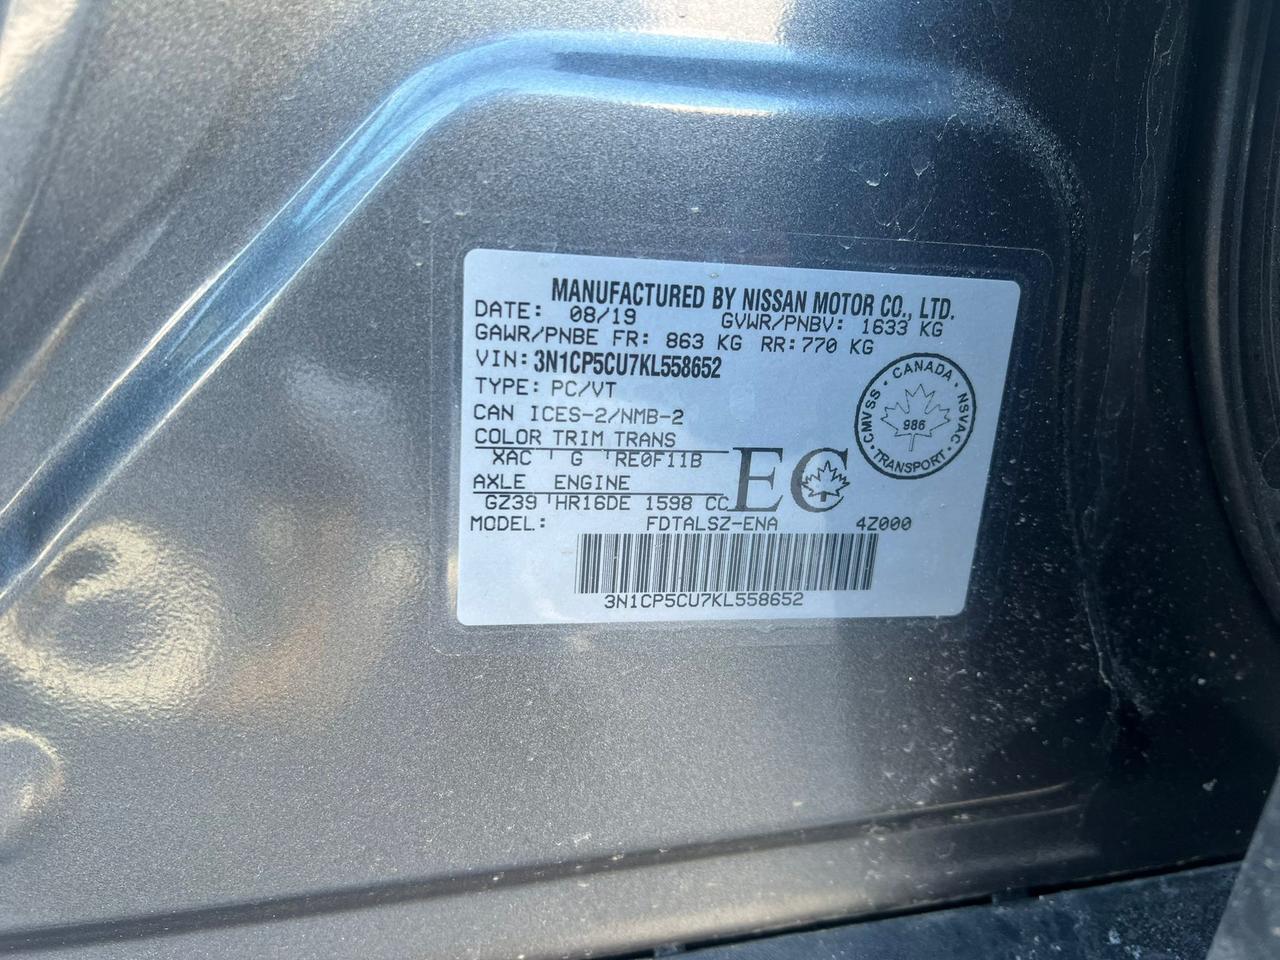 MANUFACTURED BY NISSAN MOTOR CO., LTD.
DATE: 08/19 GVWR/PNBV: 1633 KG
GAWR/PNBE FR: 863 KG RR: 770 KG
VIN: 3N1CP5CU7KL558652
TYPE: PC/VT
CAN ICES-2/NMB-2
COLOR TRIM TRANS
XAC ' G 'RE0F11B
AXLE ENGINE
GZ39 'HR16DE 1598 CC
EC
MODEL: FDTALSZ-ENA 4Z000
3N1CP5CU7KL558652
CANADA
CMVSS · NSVAC
986
TRANSPORT